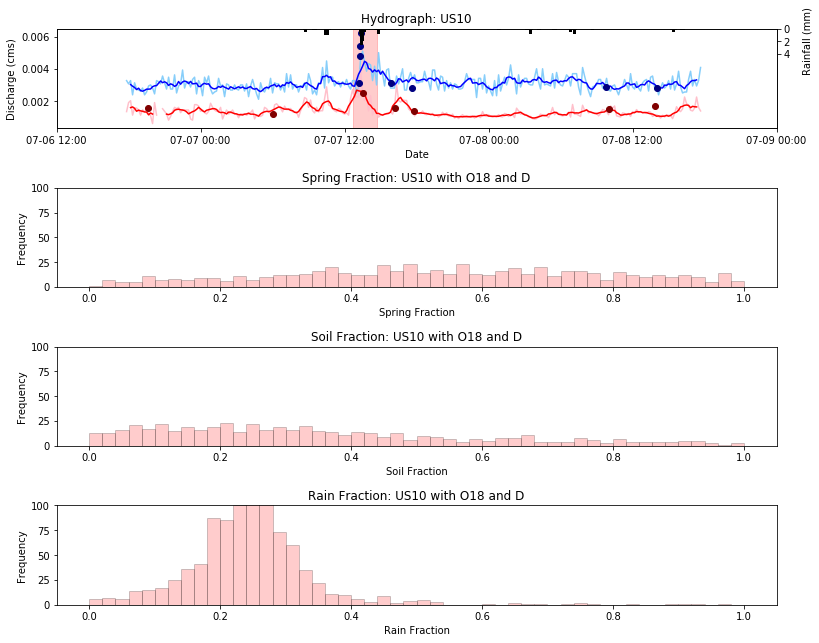 Hydrograph: US10
0.006
0.004
0.002
Discharge (cms)
0
2
4
Rainfall (mm)
07-06 12:00 07-07 00:00 07-07 12:00 07-08 00:00 07-08 12:00 07-09 00:00
Date
Spring Fraction: US10 with O18 and D
100
75
50
25
0
Frequency
0.0 0.2 0.4 0.6 0.8 1.0
Spring Fraction
Soil Fraction: US10 with O18 and D
100
75
50
25
0
Frequency
0.0 0.2 0.4 0.6 0.8 1.0
Soil Fraction
Rain Fraction: US10 with O18 and D
100
75
50
25
0
Frequency
0.0 0.2 0.4 0.6 0.8 1.0
Rain Fraction